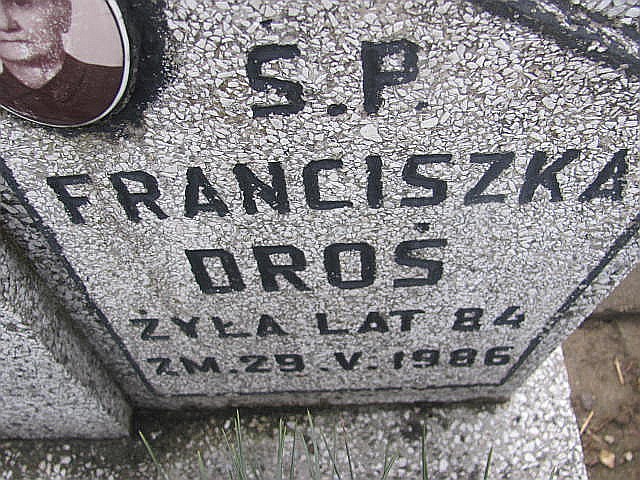 Ś.P.
FRANCISZKA
DROŚ
ŻYŁA LAT 84
ZM. 29.V.1986